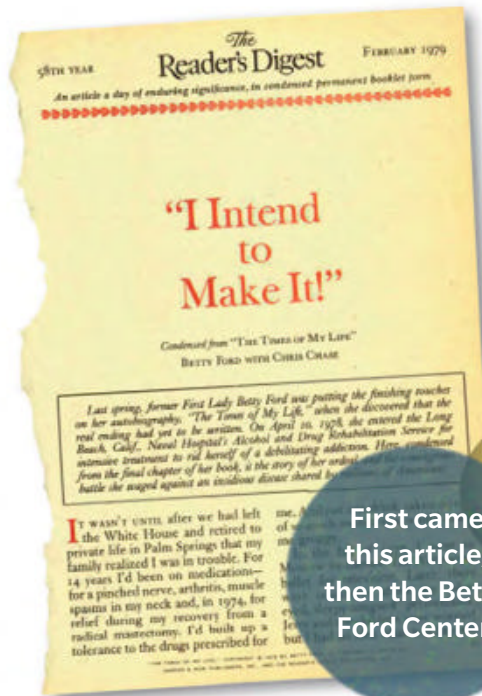 The
58TH YEAR Reader's Digest FEBRUARY 1979
An article a day of enduring significance, in condensed permanent booklet form
"I Intend
to
Make It!"
Condensed from "THE TIMES OF MY LIFE"
BETTY FORD WITH CHRIS CHASE
Last spring, former First Lady Betty Ford was putting the finishing touches
on her autobiography, "The Times of My Life," when she discovered that the
real ending had yet to be written. On April 10, 1978, she entered the Long
Beach, Calif., Naval Hospital's Alcohol and Drug Rehabilitation Service for
intensive treatment to rid herself of a debilitating addiction. Here, condensed
from the final chapter of her book, is the story of her ordeal
battle she waged against an insidious disease shared by
IT WASN'T UNTIL after we had left
the White House and retired to
private life in Palm Springs that my
family realized I was in trouble. For
14 years I'd been on medications—
for a pinched nerve, arthritis, muscle
spasms in my neck and, in 1974, for
relief during my recovery from a
radical mastectomy. I'd built up a
tolerance to the drugs prescribed for
me.
First came
this article
then the Bet
Ford Center